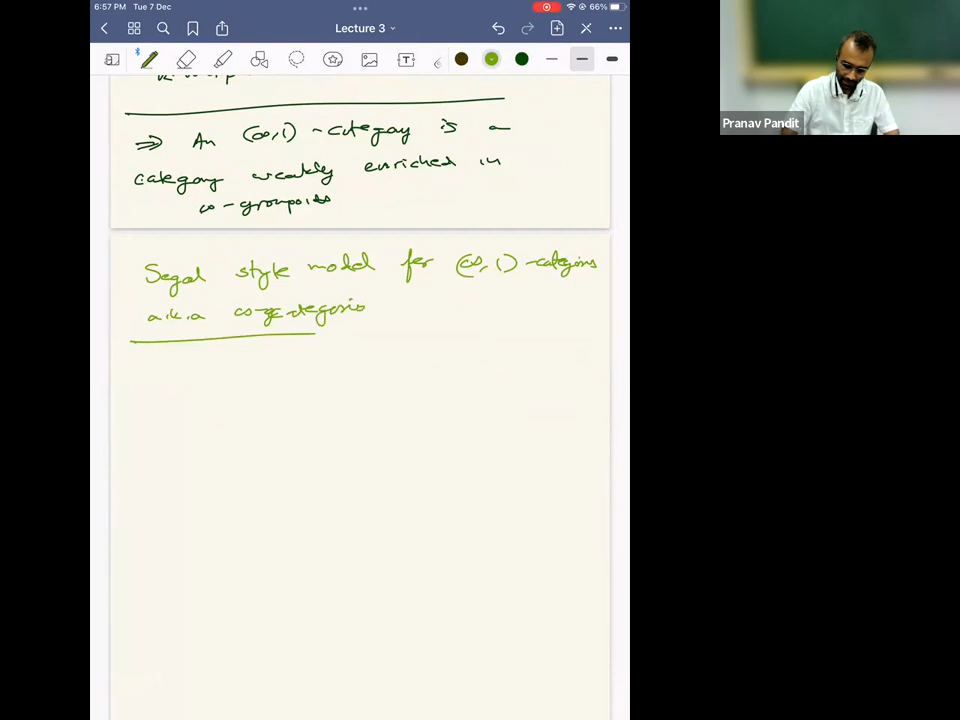 6:57 PM Tue 7 Dec
66%
Lecture 3
Pranav Pandit
⇒ An (∞,1)-category is a
category weakly enriched in
∞-groupoids
Segal style model for (∞,1)-categories
a.k.a ∞-categories